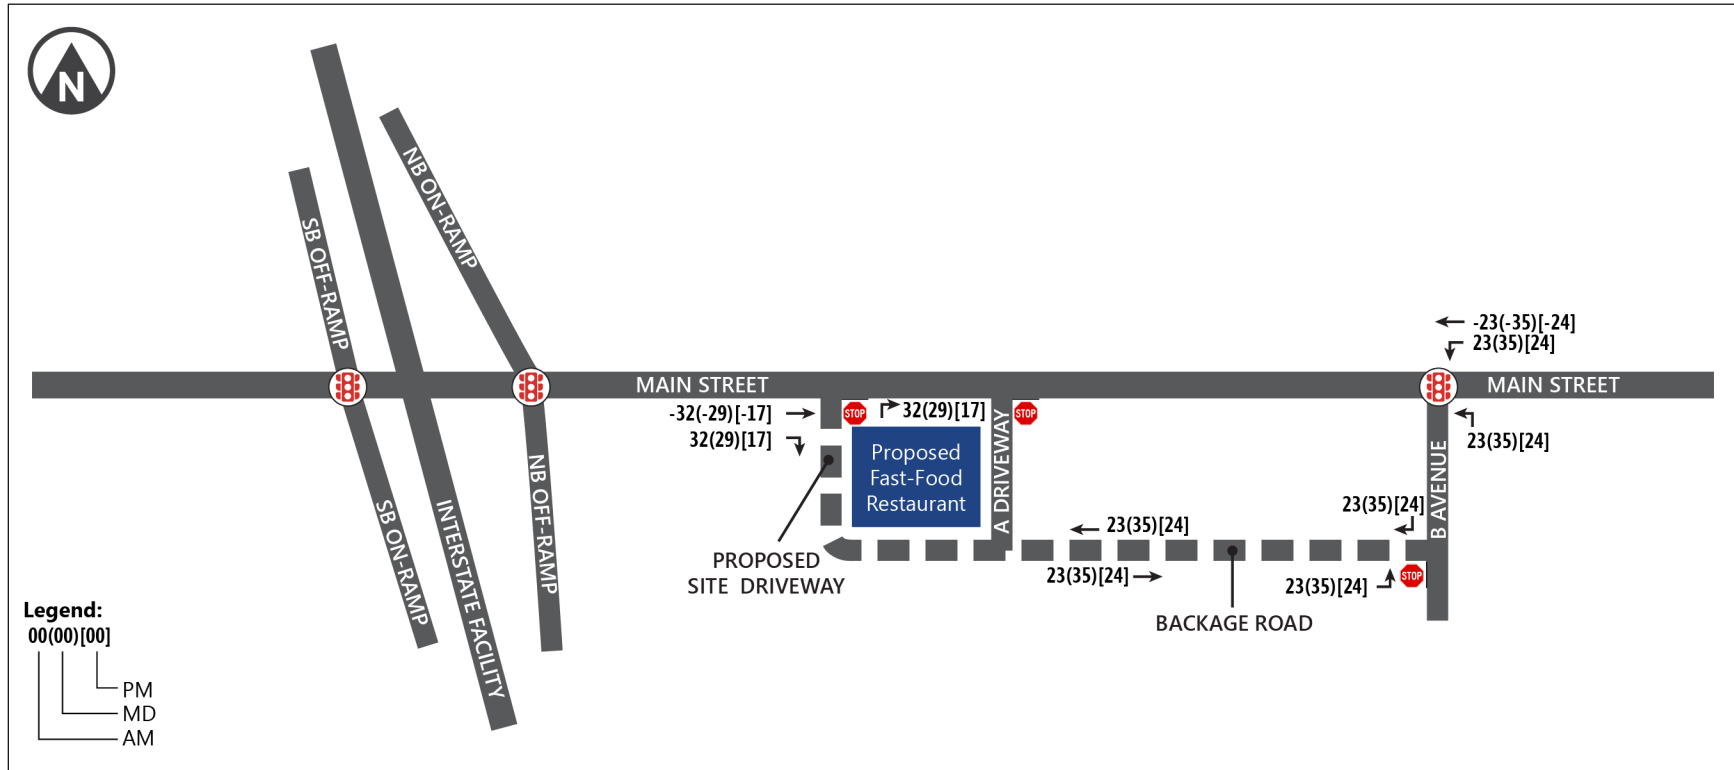 N
SB OFF-RAMP
NB ON-RAMP
-23(-35)[-24]
23(35)[24]
MAIN STREET
MAIN STREET
-32(-29)[-17]
STOP
32(29)[17]
STOP
32(29)[17]
23(35)[24]
Proposed
Fast-Food
Restaurant
A DRIVEWAY
B AVENUE
SB ON-RAMP
INTERSTATE FACILITY
NB OFF-RAMP
23(35)[24]
23(35)[24]
PROPOSED
SITE DRIVEWAY
23(35)[24]
23(35)[24]
STOP
BACKAGE ROAD
Legend:
00(00)[00]
PM
MD
AM